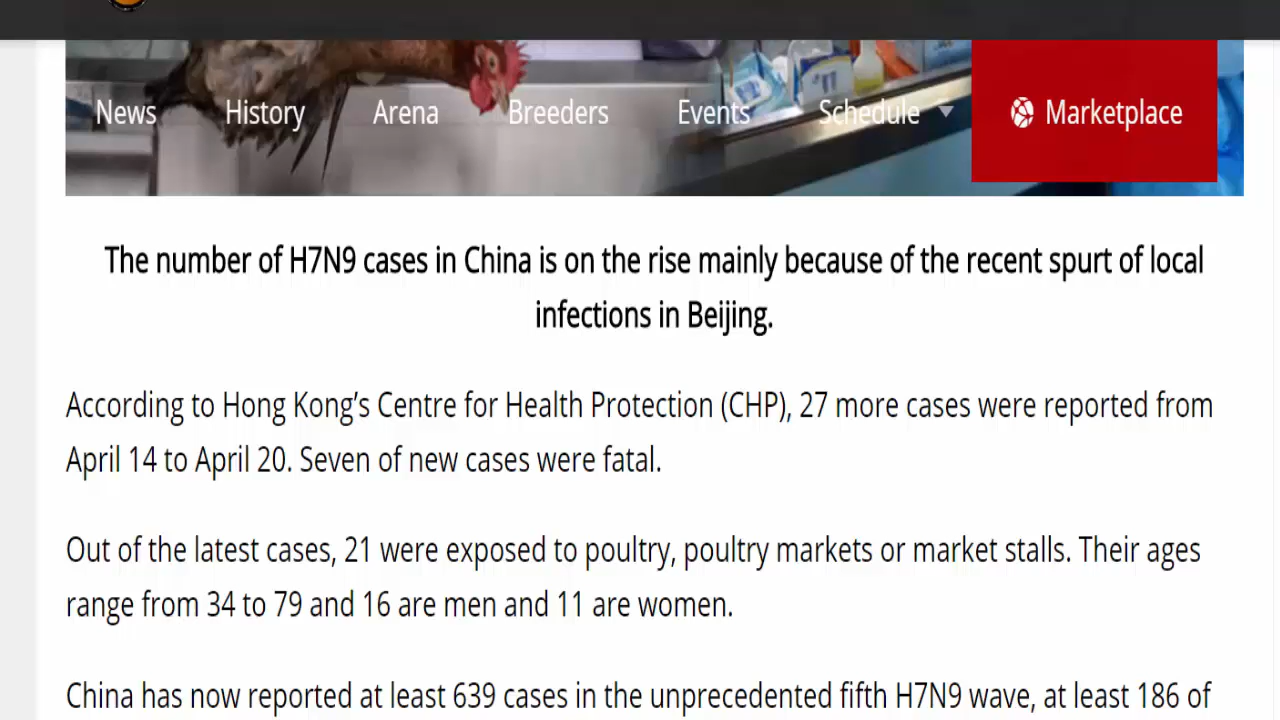 News History Arena Breeders Events Schedule Marketplace
The number of H7N9 cases in China is on the rise mainly because of the recent spurt of local
infections in Beijing.
According to Hong Kong’s Centre for Health Protection (CHP), 27 more cases were reported from
April 14 to April 20. Seven of new cases were fatal.
Out of the latest cases, 21 were exposed to poultry, poultry markets or market stalls. Their ages
range from 34 to 79 and 16 are men and 11 are women.
China has now reported at least 639 cases in the unprecedented fifth H7N9 wave, at least 186 of